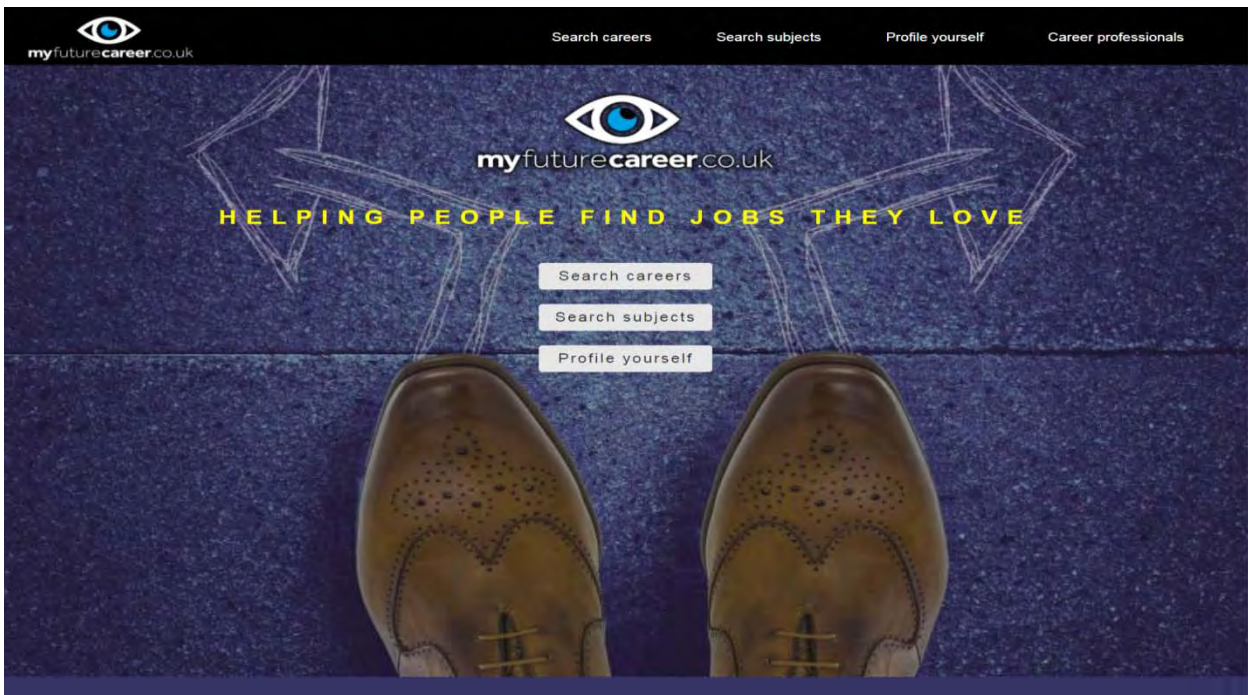 myfuturecareer.co.uk
Search careers Search subjects Profile yourself Career professionals
myfuturecareer.co.uk
HELPING PEOPLE FIND JOBS THEY LOVE
Search careers
Search subjects
Profile yourself